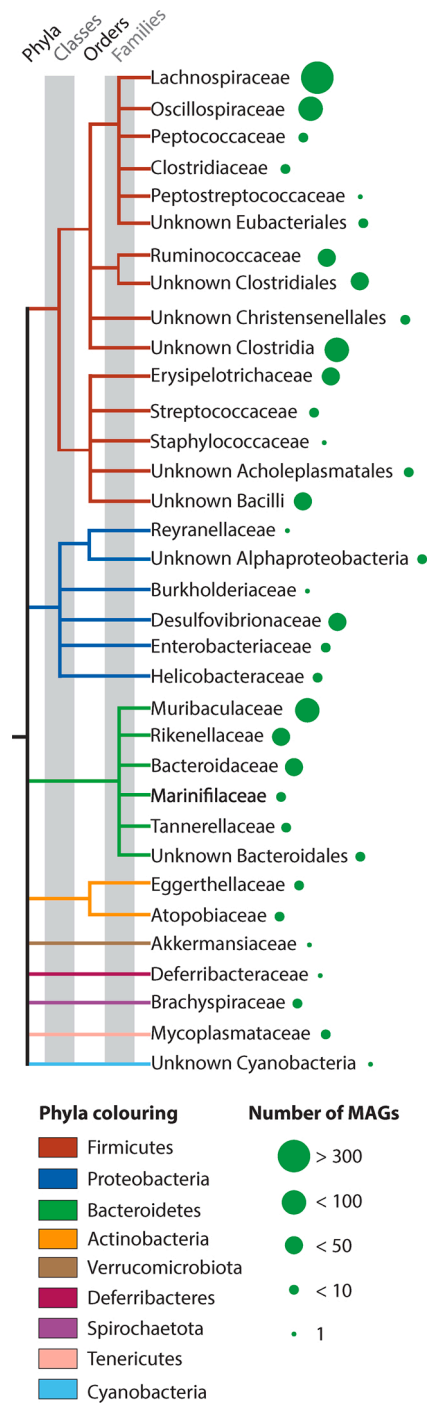 Phyla
Classes
Orders
Families
Lachnospiraceae
Oscillospiraceae
Peptococcaceae
Clostridiaceae
Peptostreptococcaceae
Unknown Eubacteriales
Ruminococcaceae
Unknown Clostridiales
Unknown Christensenellales
Unknown Clostridia
Erysipelotrichaceae
Streptococcaceae
Staphylococcaceae
Unknown Acholeplasmatales
Unknown Bacilli
Reyranellaceae
Unknown Alphaproteobacteria
Burkholderiaceae
Desulfovibrionaceae
Enterobacteriaceae
Helicobacteraceae
Muribaculaceae
Rikenellaceae
Bacteroidaceae
Marinifilaceae
Tannerellaceae
Unknown Bacteroidales
Eggerthellaceae
Atopobiaceae
Akkermansiaceae
Deferribacteraceae
Brachyspiraceae
Mycoplasmataceae
Unknown Cyanobacteria
Phyla colouring
Firmicutes
Proteobacteria
Bacteroidetes
Actinobacteria
Verrucomicrobiota
Deferribacteres
Spirochaetota
Tenericutes
Cyanobacteria
Number of MAGs
> 300
< 100
< 50
< 10
1